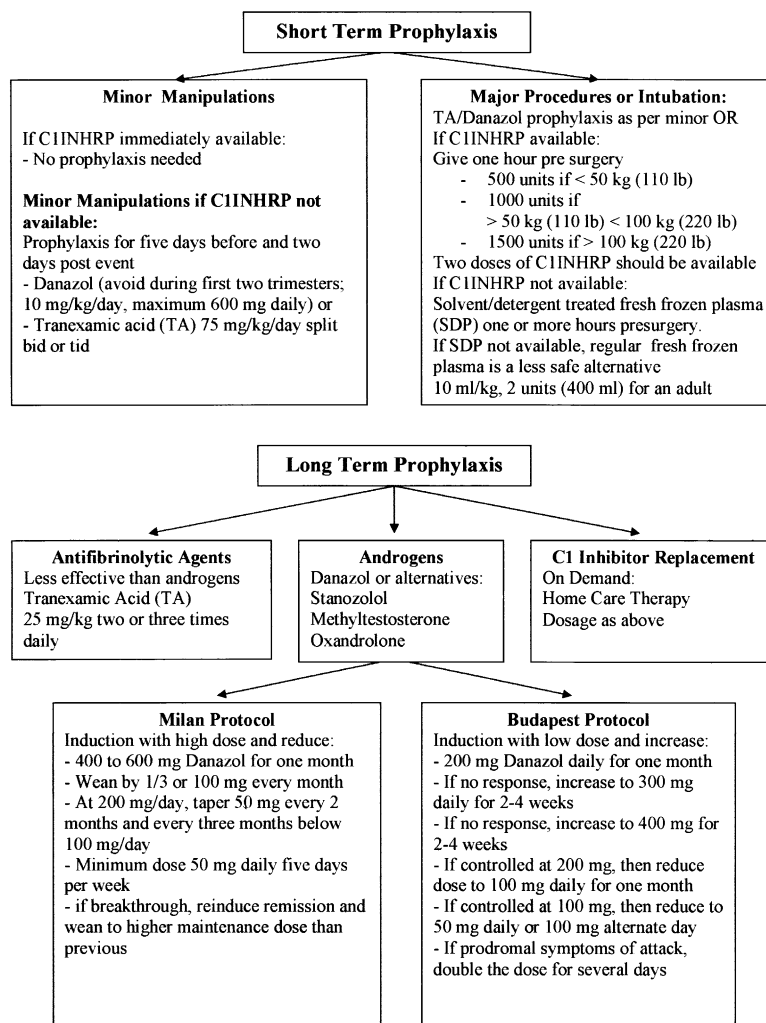 Short Term Prophylaxis
Minor Manipulations
If C1INHRP immediately available:
- No prophylaxis needed
Minor Manipulations if C1INHRP not
available:
Prophylaxis for five days before and two
days post event
- Danazol (avoid during first two trimesters;
10 mg/kg/day, maximum 600 mg daily) or
- Tranexamic acid (TA) 75 mg/kg/day split
bid or tid
Major Procedures or Intubation:
TA/Danazol prophylaxis as per minor OR
If C1INHRP available:
Give one hour pre surgery
- 500 units if < 50 kg (110 lb)
- 1000 units if
> 50 kg (110 lb) < 100 kg (220 lb)
- 1500 units if > 100 kg (220 lb)
Two doses of C1INHRP should be available
If C1INHRP not available:
Solvent/detergent treated fresh frozen plasma
(SDP) one or more hours presurgery.
If SDP not available, regular fresh frozen
plasma is a less safe alternative
10 ml/kg, 2 units (400 ml) for an adult
Long Term Prophylaxis
Antifibrinolytic Agents
Less effective than androgens
Tranexamic Acid (TA)
25 mg/kg two or three times
daily
Androgens
Danazol or alternatives:
Stanozolol
Methyltestosterone
Oxandrolone
C1 Inhibitor Replacement
On Demand:
Home Care Therapy
Dosage as above
Milan Protocol
Induction with high dose and reduce:
- 400 to 600 mg Danazol for one month
- Wean by 1/3 or 100 mg every month
- At 200 mg/day, taper 50 mg every 2
months and every three months below
100 mg/day
- Minimum dose 50 mg daily five days
per week
- if breakthrough, reinduce remission and
wean to higher maintenance dose than
previous
Budapest Protocol
Induction with low dose and increase:
- 200 mg Danazol daily for one month
- If no response, increase to 300 mg
daily for 2-4 weeks
- If no response, increase to 400 mg for
2-4 weeks
- If controlled at 200 mg, then reduce
dose to 100 mg daily for one month
- If controlled at 100 mg, then reduce to
50 mg daily or 100 mg alternate day
- If prodromal symptoms of attack,
double the dose for several days